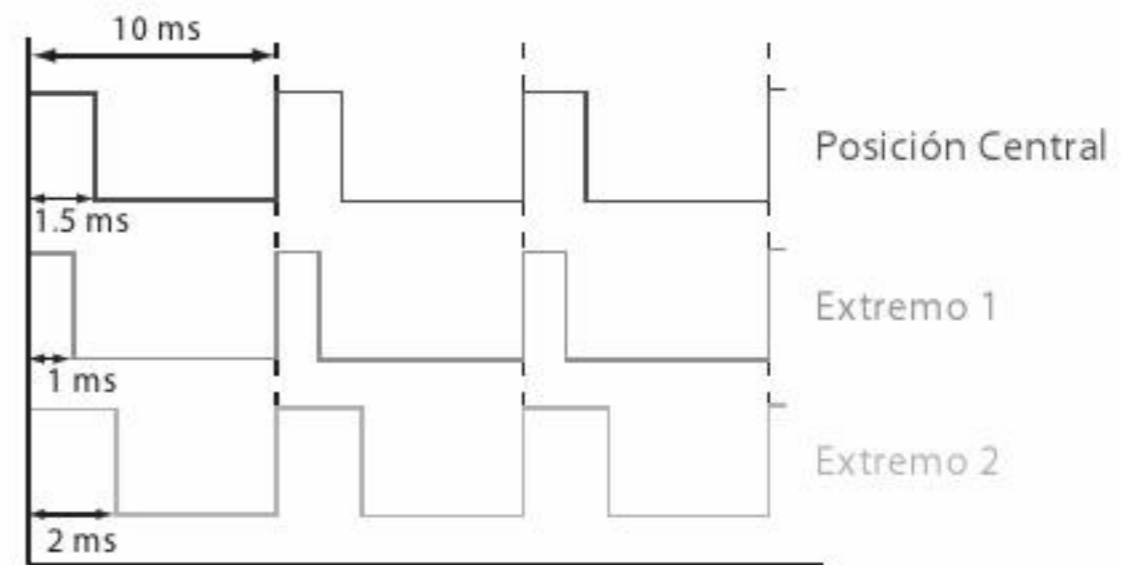 10 ms
Posición Central
1.5 ms
Extremo 1
1 ms
Extremo 2
2 ms